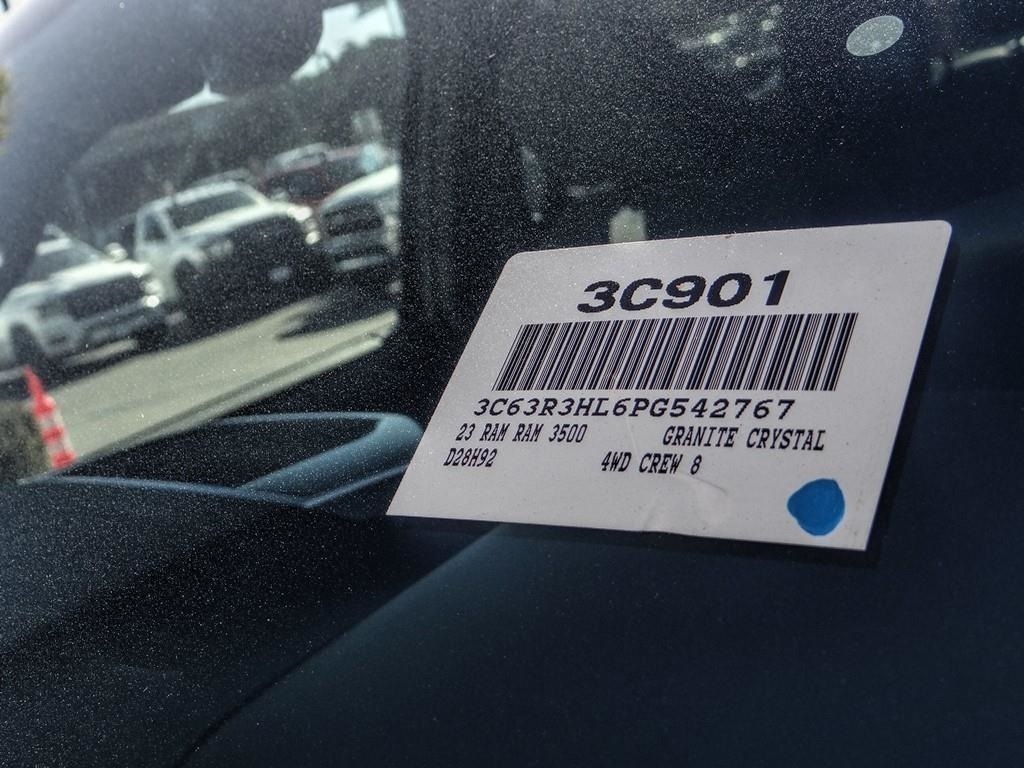 3C901
3C63R3HL6PG542767
23 RAM RAM 3500 GRANITE CRYSTAL
D28H92 4WD CREW 8